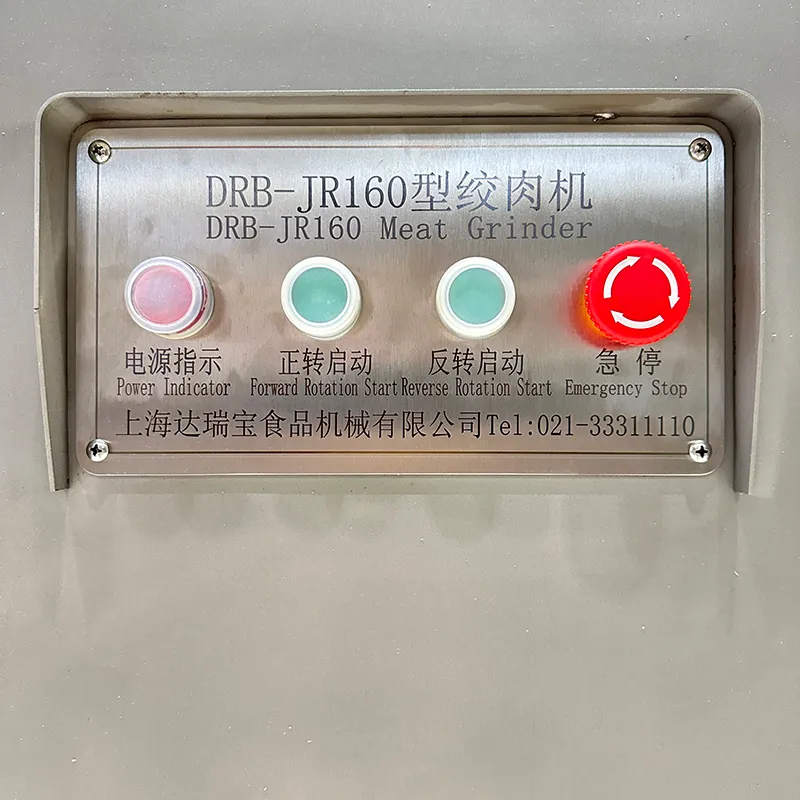 DRB-JR160型绞肉机
DRB-JR160 Meat Grinder
电源指示 正转启动 反转启动 急 停
Power Indicator Forward Rotation Start Reverse Rotation Start Emergency Stop
上海达瑞宝食品机械有限公司Tel:021-33311110